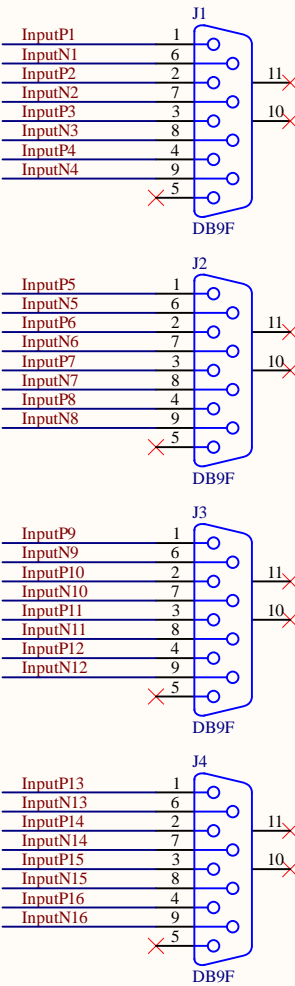 J1
InputP1 1
InputN1 6
InputP2 2 11
InputN2 7
InputP3 3 10
InputN3 8
InputP4 4
InputN4 9
5
DB9F
J2
InputP5 1
InputN5 6
InputP6 2 11
InputN6 7
InputP7 3 10
InputN7 8
InputP8 4
InputN8 9
5
DB9F
J3
InputP9 1
InputN9 6
InputP10 2 11
InputN10 7
InputP11 3 10
InputN11 8
InputP12 4
InputN12 9
5
DB9F
J4
InputP13 1
InputN13 6
InputP14 2 11
InputN14 7
InputP15 3 10
InputN15 8
InputP16 4
InputN16 9
5
DB9F